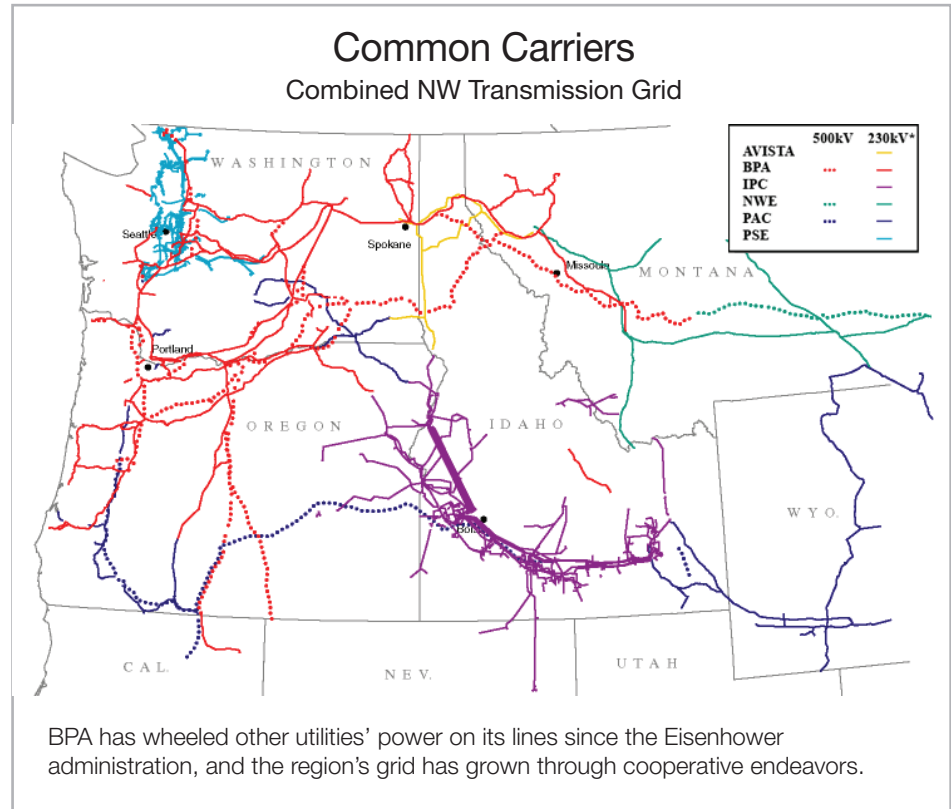 Common Carriers
Combined NW Transmission Grid
500kV 230kV*
AVISTA
BPA
IPC
NWE
PAC
PSE
WASHINGTON
Seattle
Spokane
Missoula
MONTANA
Portland
OREGON
IDAHO
WYO.
CAL.
NEV.
UTAH
BPA has wheeled other utilities’ power on its lines since the Eisenhower
administration, and the region’s grid has grown through cooperative endeavors.